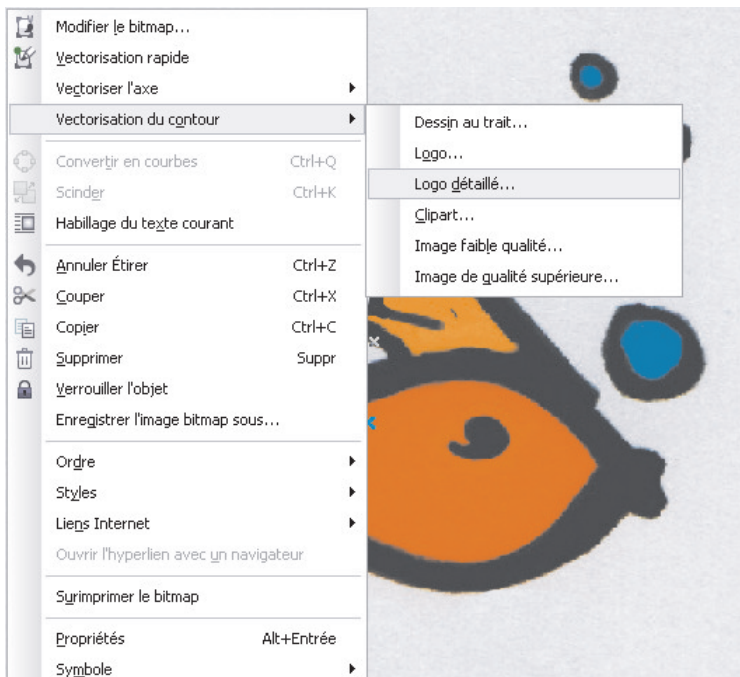 Modifier le bitmap...
Vectorisation rapide
Vectoriser l'axe
Vectorisation du contour
Dessin au trait...
Logo...
Logo détaillé...
Clipart...
Image faible qualité...
Image de qualité supérieure...
Convertir en courbes Ctrl+Q
Scinder Ctrl+K
Habillage du texte courant
Annuler Étirer Ctrl+Z
Couper Ctrl+X
Copier Ctrl+C
Supprimer Suppr
Verrouiller l'objet
Enregistrer l'image bitmap sous...
Ordre
Styles
Liens Internet
Ouvrir l'hyperlien avec un navigateur
Surimprimer le bitmap
Propriétés Alt+Entrée
Symbole